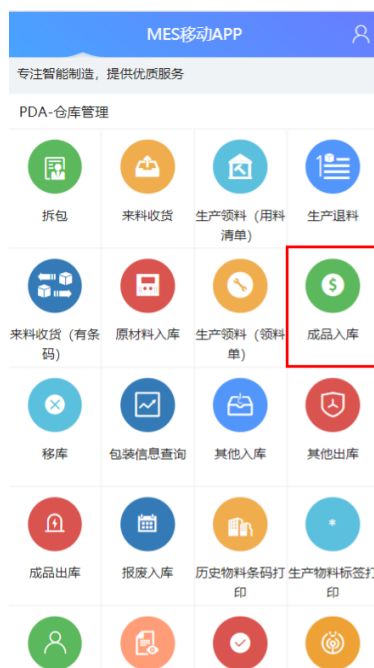 MES移动APP
专注智能制造，提供优质服务
PDA-仓库管理
拆包
来料收货
生产领料（用料
清单）
生产退料
来料收货（有条
码）
原材料入库
生产领料（领料
单）
成品入库
移库
包装信息查询
其他入库
其他出库
成品出库
报废入库
历史物料条码打
印
生产物料标签打
印